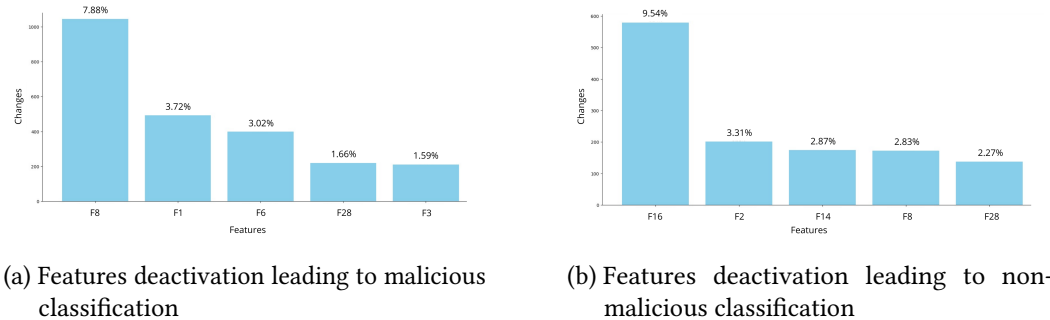 7.88%
3.72%
3.02%
1.66%
1.59%
1000
800
600
400
200
0
Changes
F8 F1 F6 F28 F3
Features
(a) Features deactivation leading to malicious
classification
9.54%
3.31%
2.87%
2.83%
2.27%
600
500
400
300
200
100
0
Changes
F16 F2 F14 F8 F28
Features
(b) Features deactivation leading to non-
malicious classification